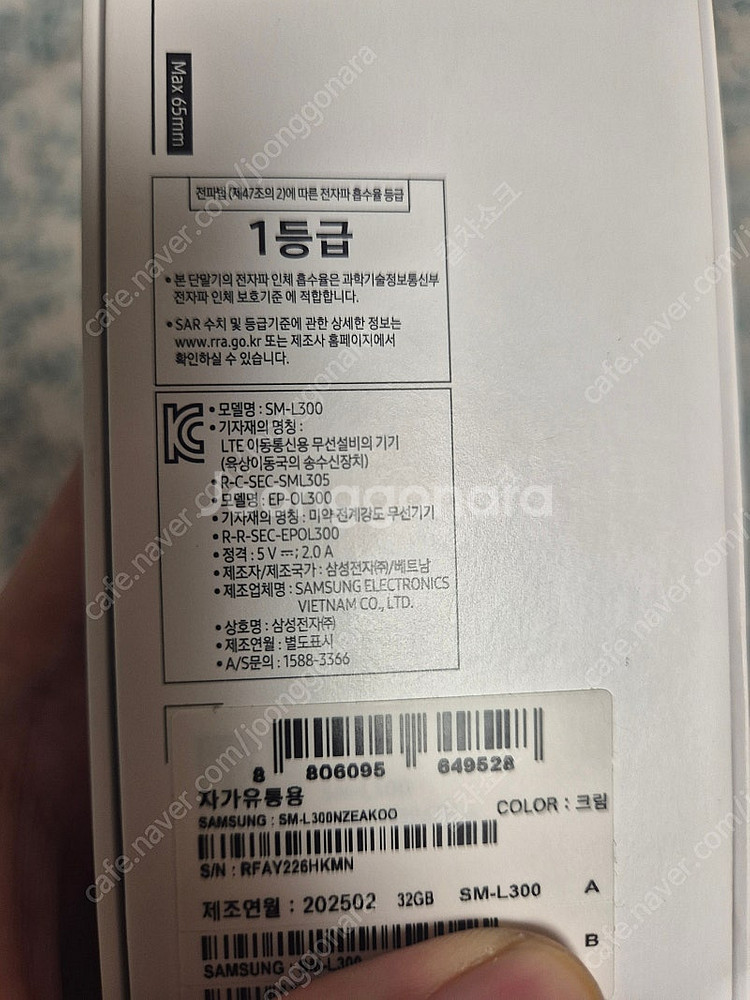 Max 65mm
전파법 (제47조의 2)에 따른 전자파 흡수율 등급
1등급
• 본 단말기의 전자파 인체 흡수율은 과학기술정보통신부
전자파 인체 보호기준 에 적합합니다.
• SAR 수치 및 등급기준에 관한 상세한 정보는
www.rra.go.kr 또는 제조사 홈페이지에서
확인하실 수 있습니다.
• 모델명 : SM-L300
• 기자재의 명칭 :
LTE 이동통신용 무선설비의 기기
(육상이동국의 송수신장치)
• R-C-SEC-SML305
• 모델명 : EP-OL300
• 기자재의 명칭 : 미약 전계강도 무선기기
• R-R-SEC-EPOL300
• 정격 : 5 V ⎓; 2.0 A
• 제조자/제조국가 : 삼성전자㈜/베트남
• 제조업체명 : SAMSUNG ELECTRONICS
VIETNAM CO., LTD.
• 상호명 : 삼성전자㈜
• 제조연월 : 별도표시
• A/S문의 : 1588-3366
8 806095 649528
자가유통용
COLOR : 크림
SAMSUNG : SM-L300NZEAKOO
S/N : RFAY226HKMN
제조연월 : 202502 32GB SM-L300 A
B
SAMSUNG : SM-L300
joonggonara
cafe.naver.com/joonggonara